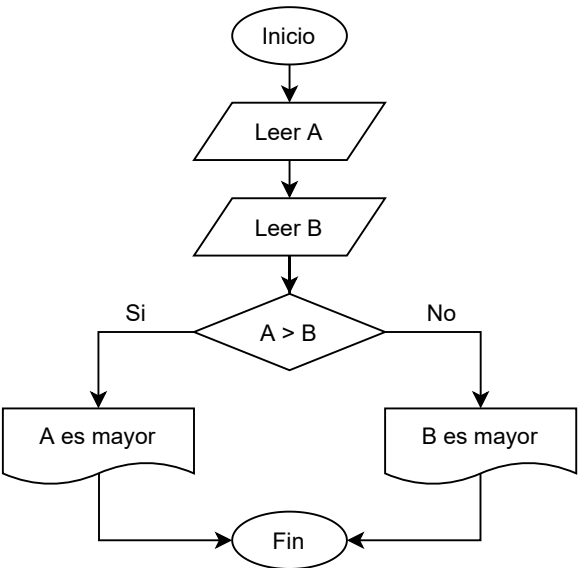 Inicio
Leer A
Leer B
Si
No
A > B
A es mayor
B es mayor
Fin